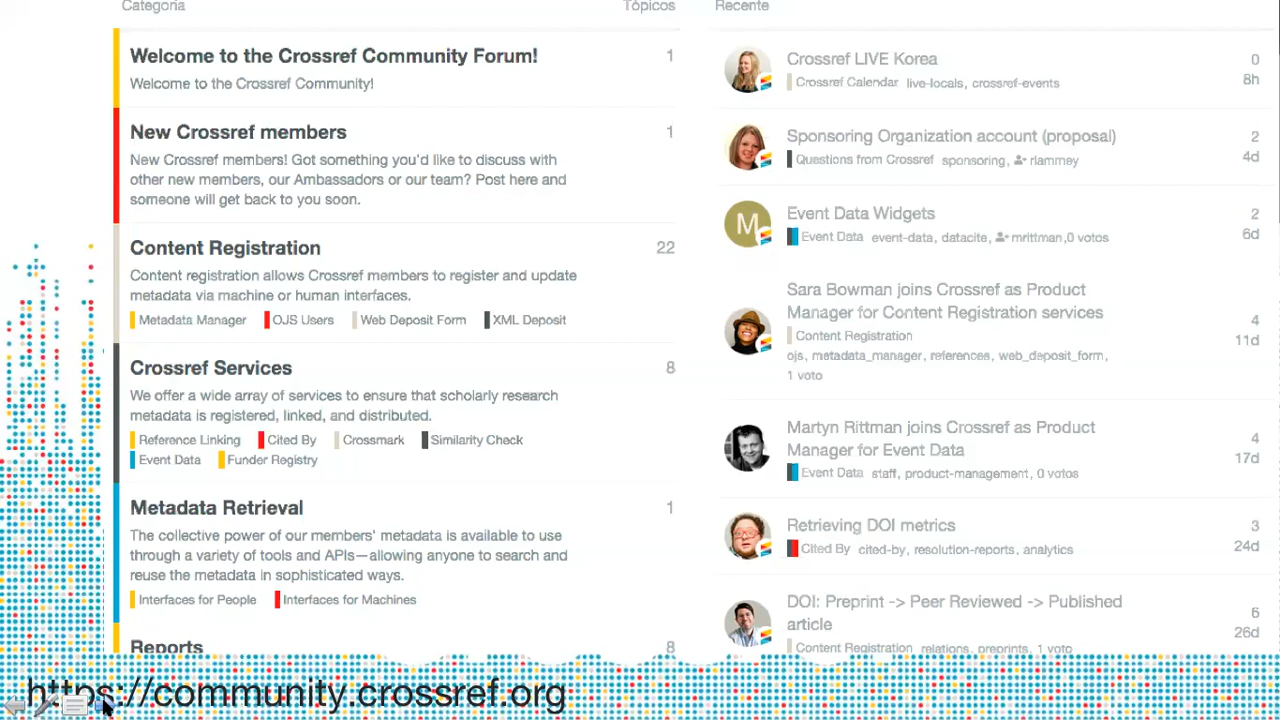 Categoria
Tópicos
Welcome to the Crossref Community Forum!
1
Welcome to the Crossref Community!
New Crossref members
1
New Crossref members! Got something you'd like to discuss with
other new members, our Ambassadors or our team? Post here and
someone will get back to you soon.
Content Registration
22
Content registration allows Crossref members to register and update
metadata via machine or human interfaces.
Metadata Manager OJS Users Web Deposit Form XML Deposit
Crossref Services
8
We offer a wide array of services to ensure that scholarly research
metadata is registered, linked, and distributed.
Reference Linking Cited By Crossmark Similarity Check
Event Data Funder Registry
Metadata Retrieval
1
The collective power of our members' metadata is available to use
through a variety of tools and APIs—allowing anyone to search and
reuse the metadata in sophisticated ways.
Interfaces for People Interfaces for Machines
Reports
8
Recente
Crossref LIVE Korea
0
Crossref Calendar live-locals, crossref-events
8h
Sponsoring Organization account (proposal)
2
Questions from Crossref sponsoring, rlammey
4d
M
Event Data Widgets
2
Event Data event-data, datacite, mrittman,0 votos
6d
Sara Bowman joins Crossref as Product
Manager for Content Registration services
4
Content Registration
11d
ojs, metadata_manager, references, web_deposit_form,
1 voto
Martyn Rittman joins Crossref as Product
Manager for Event Data
4
Event Data staff, product-management, 0 votos
17d
Retrieving DOI metrics
3
Cited By cited-by, resolution-reports, analytics
24d
DOI: Preprint -> Peer Reviewed -> Published
article
6
Content Registration relations, preprints, 1 voto
26d
https://community.crossref.org